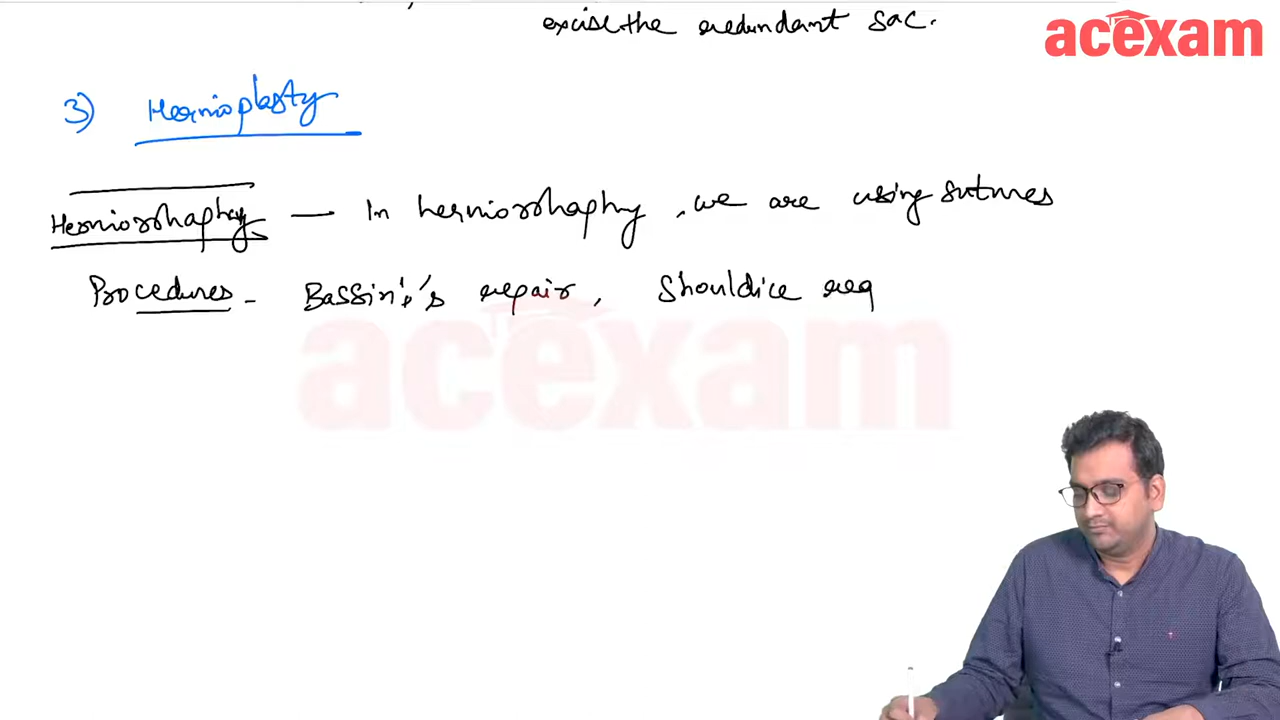 excise the redundant sac.
acexam
3) Hernioplasty
Herniorrhaphy — In herniorrhaphy, we are using sutures
Procedures - Bassini's repair, Shouldice rep
acexam